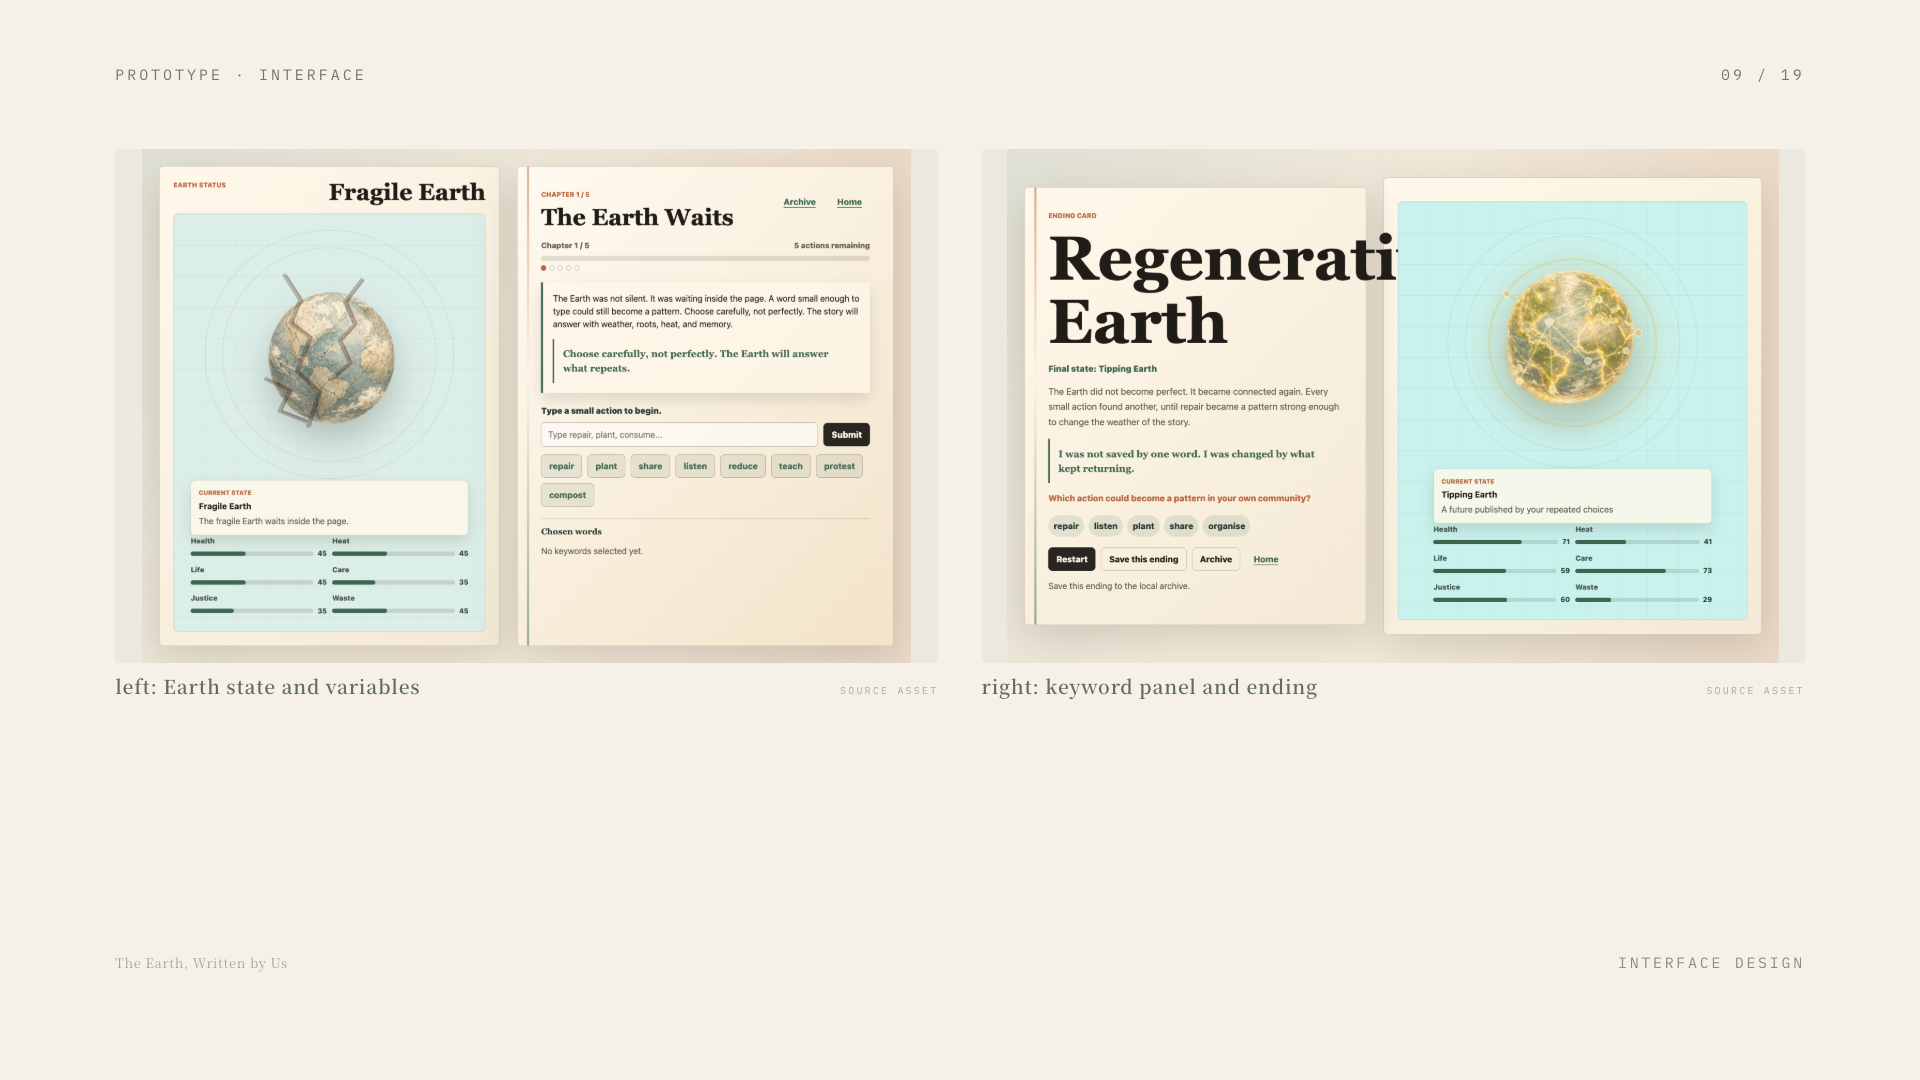 PROTOTYPE · INTERFACE
09 / 19
EARTH STATUS
Fragile Earth
CURRENT STATE
Fragile Earth
The fragile Earth waits inside the page.
Health 45
Heat 45
Life 45
Care 35
Justice 35
Waste 45
CHAPTER 1 / 5
The Earth Waits
Archive
Home
Chapter 1 / 5
5 actions remaining
The Earth was not silent. It was waiting inside the page. A word small enough to
type could still become a pattern. Choose carefully, not perfectly. The story will
answer with weather, roots, heat, and memory.
Choose carefully, not perfectly. The Earth will answer
what repeats.
Type a small action to begin.
Type repair, plant, consume...
Submit
repair
plant
share
listen
reduce
teach
protest
compost
Chosen words
No keywords selected yet.
left: Earth state and variables
SOURCE ASSET
ENDING CARD
Regenerati
Earth
Final state: Tipping Earth
The Earth did not become perfect. It became connected again. Every
small action found another, until repair became a pattern strong enough
to change the weather of the story.
I was not saved by one word. I was changed by what
kept returning.
Which action could become a pattern in your own community?
repair
listen
plant
share
organise
Restart
Save this ending
Archive
Home
Save this ending to the local archive.
CURRENT STATE
Tipping Earth
A future published by your repeated choices
Health 71
Heat 41
Life 59
Care 73
Justice 60
Waste 29
right: keyword panel and ending
SOURCE ASSET
The Earth, Written by Us
INTERFACE DESIGN